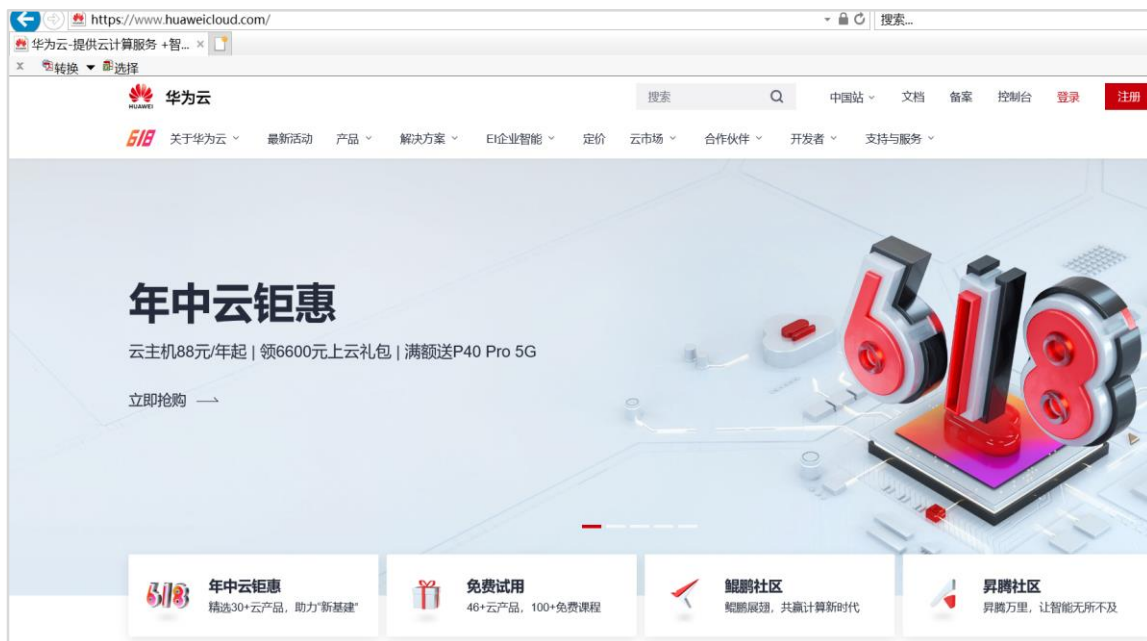 https://www.huaweicloud.com/
搜索...
华为云-提供云计算服务 +智... ×
x 转换 ▼ 选择
HUAWEI 华为云 搜索 中国站 文档 备案 控制台 登录 注册
618 关于华为云 最新活动 产品 解决方案 EI企业智能 定价 云市场 合作伙伴 开发者 支持与服务
618
年中云钜惠
云主机88元/年起 | 领6600元上云礼包 | 满额送P40 Pro 5G
立即抢购
618 年中云钜惠
精选30+云产品，助力“新基建”
免费试用
46+云产品，100+免费课程
鲲鹏社区
鲲鹏展翅，共赢计算新时代
昇腾社区
昇腾万里，让智能无所不及